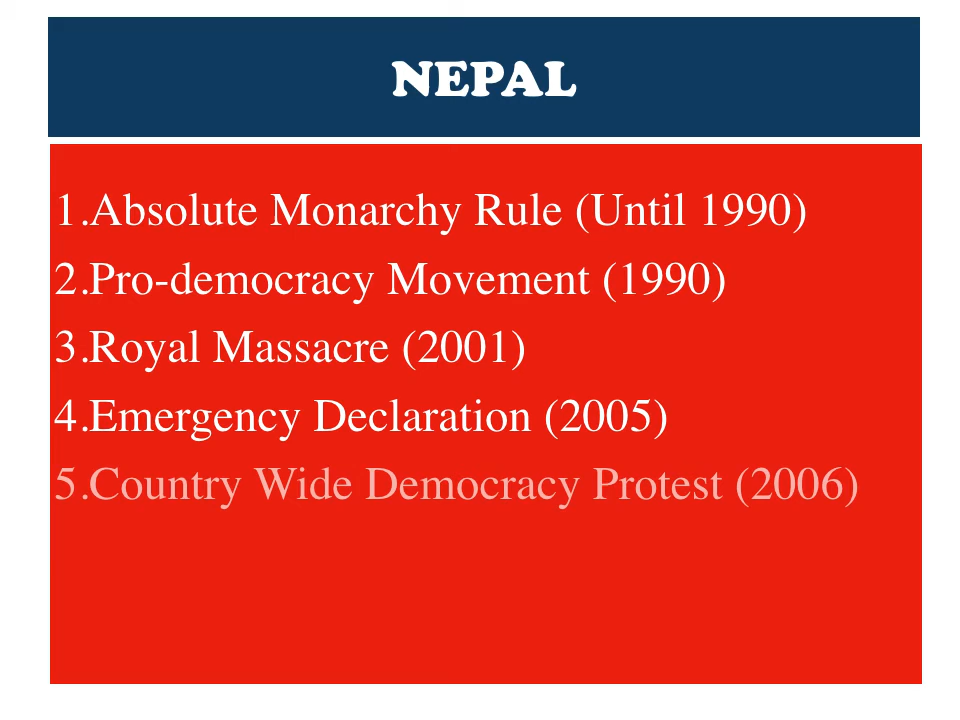 NEPAL
1.Absolute Monarchy Rule (Until 1990)
2.Pro-democracy Movement (1990)
3.Royal Massacre (2001)
4.Emergency Declaration (2005)
5.Country Wide Democracy Protest (2006)